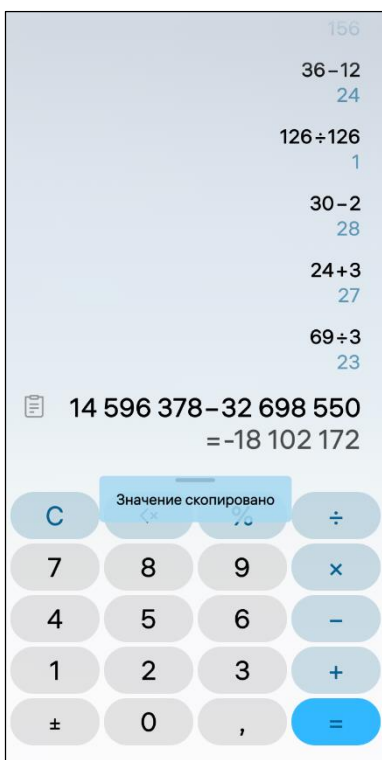 156
36−12
24
126÷126
1
30−2
28
24+3
27
69÷3
23
14 596 378−32 698 550
=-18 102 172
Значение скопировано
C % ÷
7 8 9 ×
4 5 6 −
1 2 3 +
± 0 , =